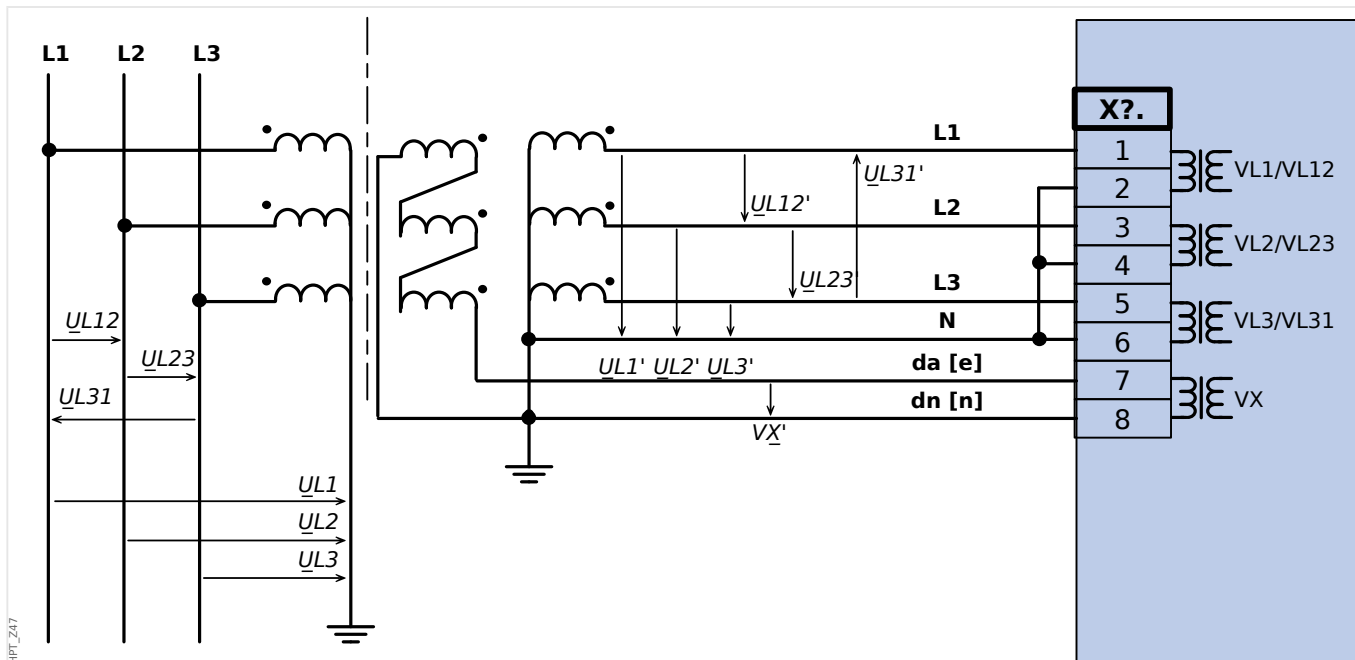 L1 L2 L3
X?.
L1
1
UL31'
VL1/VL12
2
UL12'
L2
3
VL2/VL23
4
UL23'
L3
5
VL3/VL31
N
6
UL12
UL23
UL31
UL1' UL2' UL3'
da [e]
7
VX
dn [n]
8
VX'
UL1
UL2
UL3
HPT_Z47